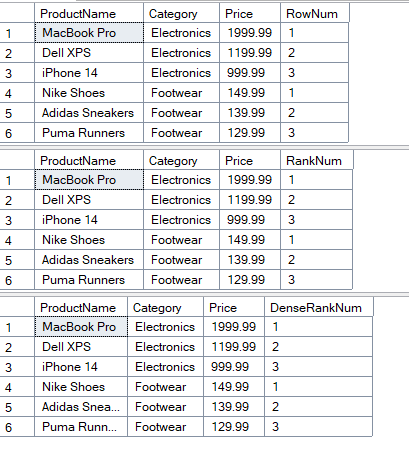 ProductName Category Price RowNum
1 MacBook Pro Electronics 1999.99 1
2 Dell XPS Electronics 1199.99 2
3 iPhone 14 Electronics 999.99 3
4 Nike Shoes Footwear 149.99 1
5 Adidas Sneakers Footwear 139.99 2
6 Puma Runners Footwear 129.99 3
ProductName Category Price RankNum
1 MacBook Pro Electronics 1999.99 1
2 Dell XPS Electronics 1199.99 2
3 iPhone 14 Electronics 999.99 3
4 Nike Shoes Footwear 149.99 1
5 Adidas Sneakers Footwear 139.99 2
6 Puma Runners Footwear 129.99 3
ProductName Category Price DenseRankNum
1 MacBook Pro Electronics 1999.99 1
2 Dell XPS Electronics 1199.99 2
3 iPhone 14 Electronics 999.99 3
4 Nike Shoes Footwear 149.99 1
5 Adidas Snea... Footwear 139.99 2
6 Puma Runn... Footwear 129.99 3